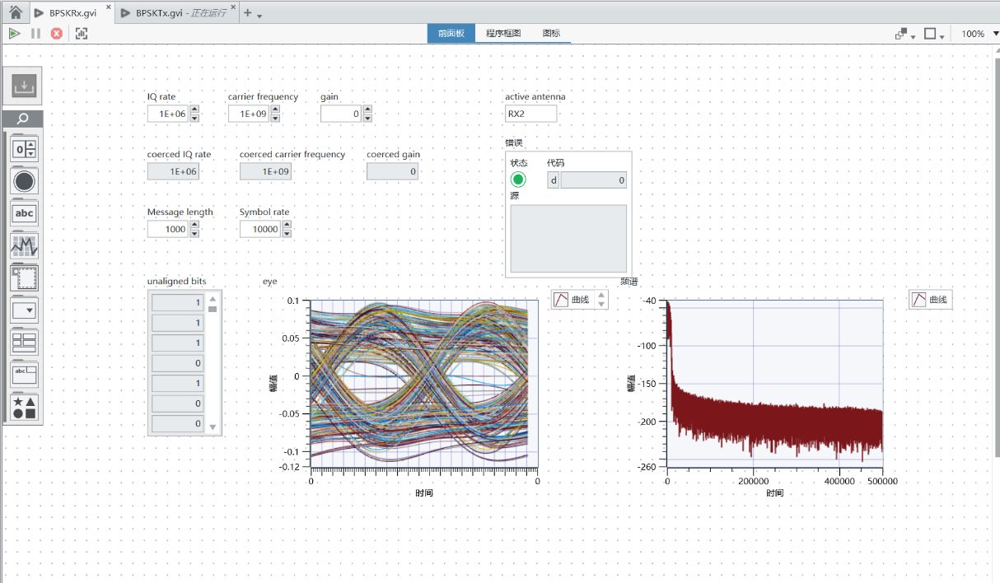 BPSKRx.gvi
BPSKTx.gvi - 正在运行
前面板 程序框图 图标
100%
IQ rate carrier frequency gain active antenna
1E+06 1E+09 0 RX2
错误
coerced IQ rate coerced carrier frequency coerced gain 状态 代码
1E+06 1E+09 0 d 0
源
Message length Symbol rate
1000 10000
0
abc
abc
unaligned bits eye 频谱
1
1
1
0
1
0
0
曲线
0.1
0.05
0
-0.05
-0.1
-0.12
幅值
0 0
时间
曲线
-40
-100
-150
-200
-260
幅值
0 200000 400000 500000
时间